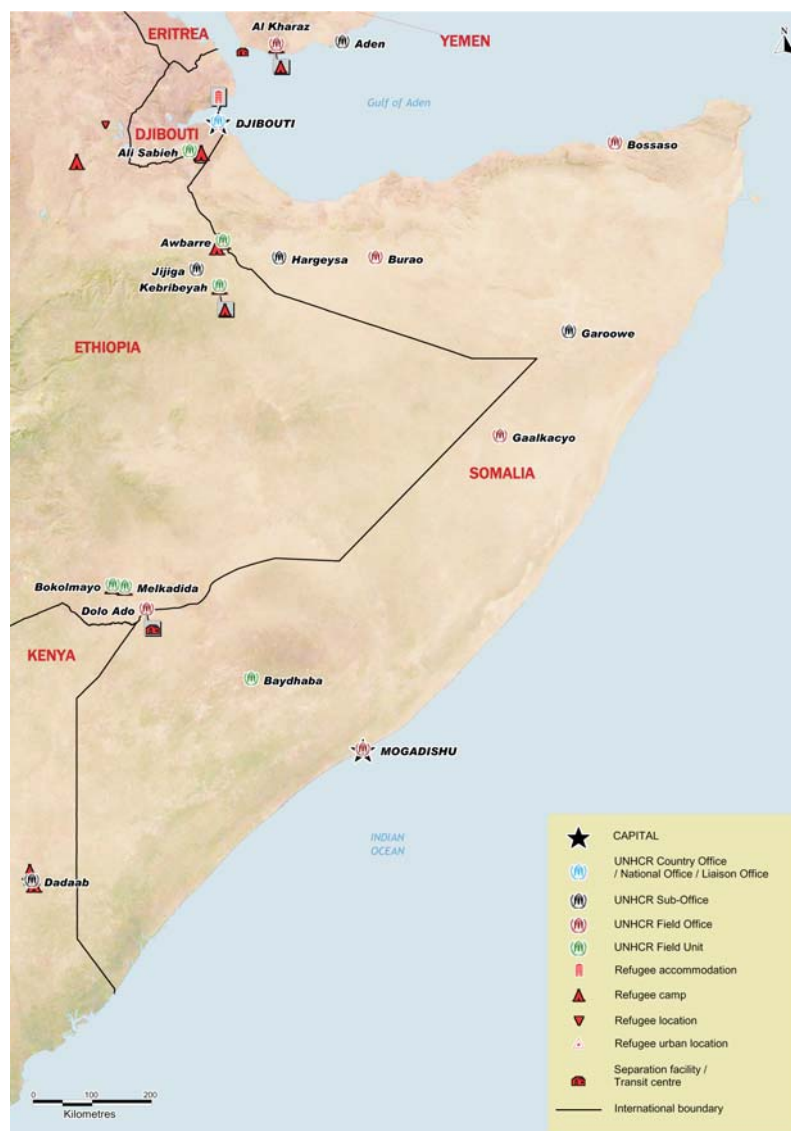 Al Kharaz
ERITREA
YEMEN
Aden
N
Gulf of Aden
DJIBOUTI
DJIBOUTI
Bossaso
Ali Sabieh
Awbarre
Hargeysa
Burao
Jijiga
Kebribeyah
Garoowe
ETHIOPIA
Gaalkacyo
SOMALIA
Bokolmayo
Melkadida
Dolo Ado
KENYA
Baydhaba
MOGADISHU
INDIAN
OCEAN
Dadaab
CAPITAL
UNHCR Country Office
/ National Office / Liaison Office
UNHCR Sub-Office
UNHCR Field Office
UNHCR Field Unit
Refugee accommodation
Refugee camp
Refugee location
Refugee urban location
Separation facility /
Transit centre
International boundary
0 100 200
Kilometres